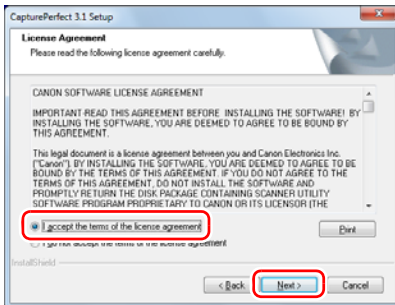 CapturePerfect 3.1 Setup
License Agreement
Please read the following license agreement carefully.
CANON SOFTWARE LICENSE AGREEMENT
IMPORTANT-READ THIS AGREEMENT BEFORE INSTALLING THE SOFTWARE! BY
INSTALLING THE SOFTWARE, YOU ARE DEEMED TO AGREE TO BE BOUND BY
THIS AGREEMENT.
This legal document is a license agreement between you and Canon Electronics Inc.
("Canon"). BY INSTALLING THE SOFTWARE, YOU ARE DEEMED TO AGREE TO BE
BOUND BY THE TERMS OF THIS AGREEMENT. IF YOU DO NOT AGREE TO THE
TERMS OF THIS AGREEMENT, DO NOT INSTALL THE SOFTWARE AND
PROMPTLY RETURN THE DISK PACKAGE CONTAINING SCANNER UTILITY
SOFTWARE PROGRAM PROPRIETARY TO CANON OR ITS LICENSOR (THE
I accept the terms of the license agreement
Print
I do not accept the terms of the license agreement
InstallShield
< Back
Next >
Cancel